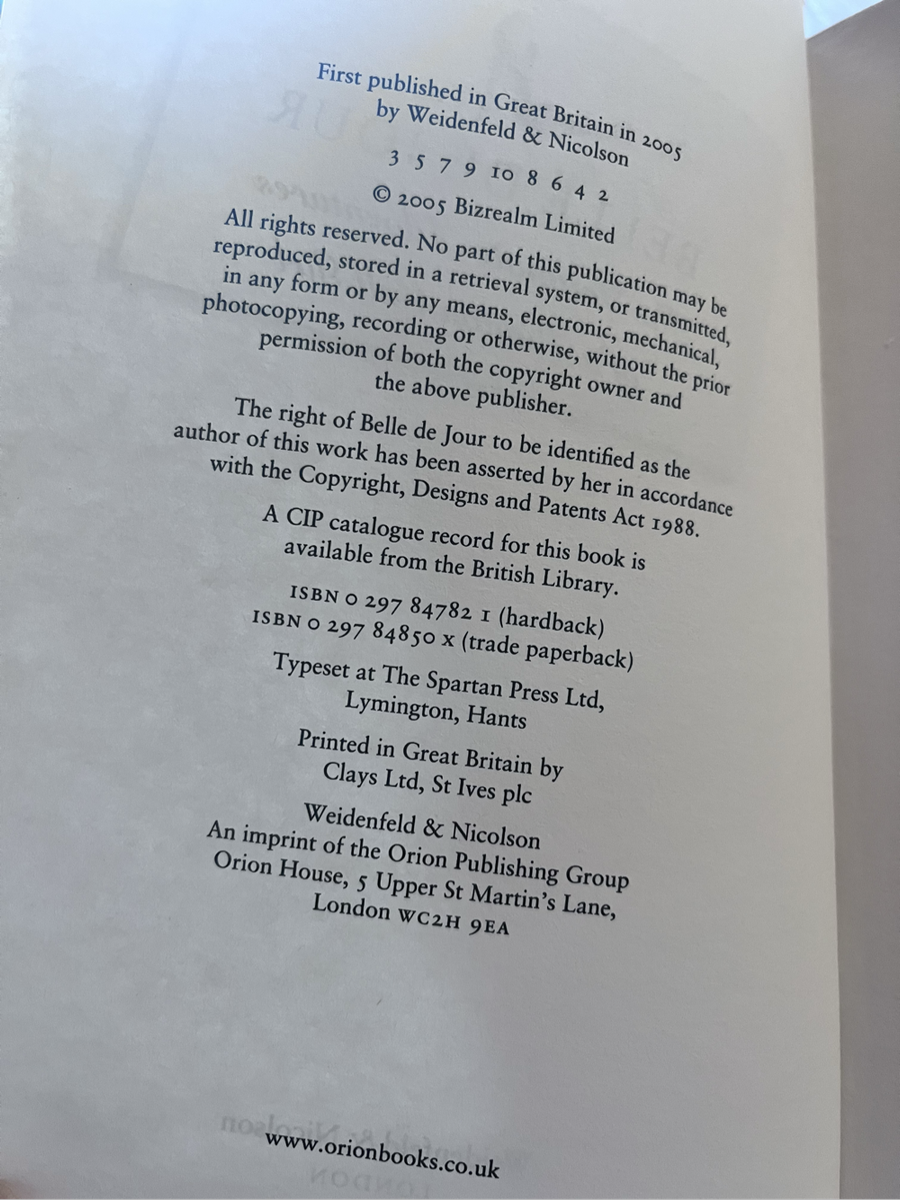 First published in Great Britain in 2005
by Weidenfeld & Nicolson
3 5 7 9 10 8 6 4 2
© 2005 Bizrealm Limited
All rights reserved. No part of this publication may be
reproduced, stored in a retrieval system, or transmitted,
in any form or by any means, electronic, mechanical,
photocopying, recording or otherwise, without the prior
permission of both the copyright owner and
the above publisher.
The right of Belle de Jour to be identified as the
author of this work has been asserted by her in accordance
with the Copyright, Designs and Patents Act 1988.
A CIP catalogue record for this book is
available from the British Library.
ISBN 0 297 84782 1 (hardback)
ISBN 0 297 84850 X (trade paperback)
Typeset at The Spartan Press Ltd,
Lymington, Hants
Printed in Great Britain by
Clays Ltd, St Ives plc
Weidenfeld & Nicolson
An imprint of the Orion Publishing Group
Orion House, 5 Upper St Martin's Lane,
London WC2H 9EA
www.orionbooks.co.uk